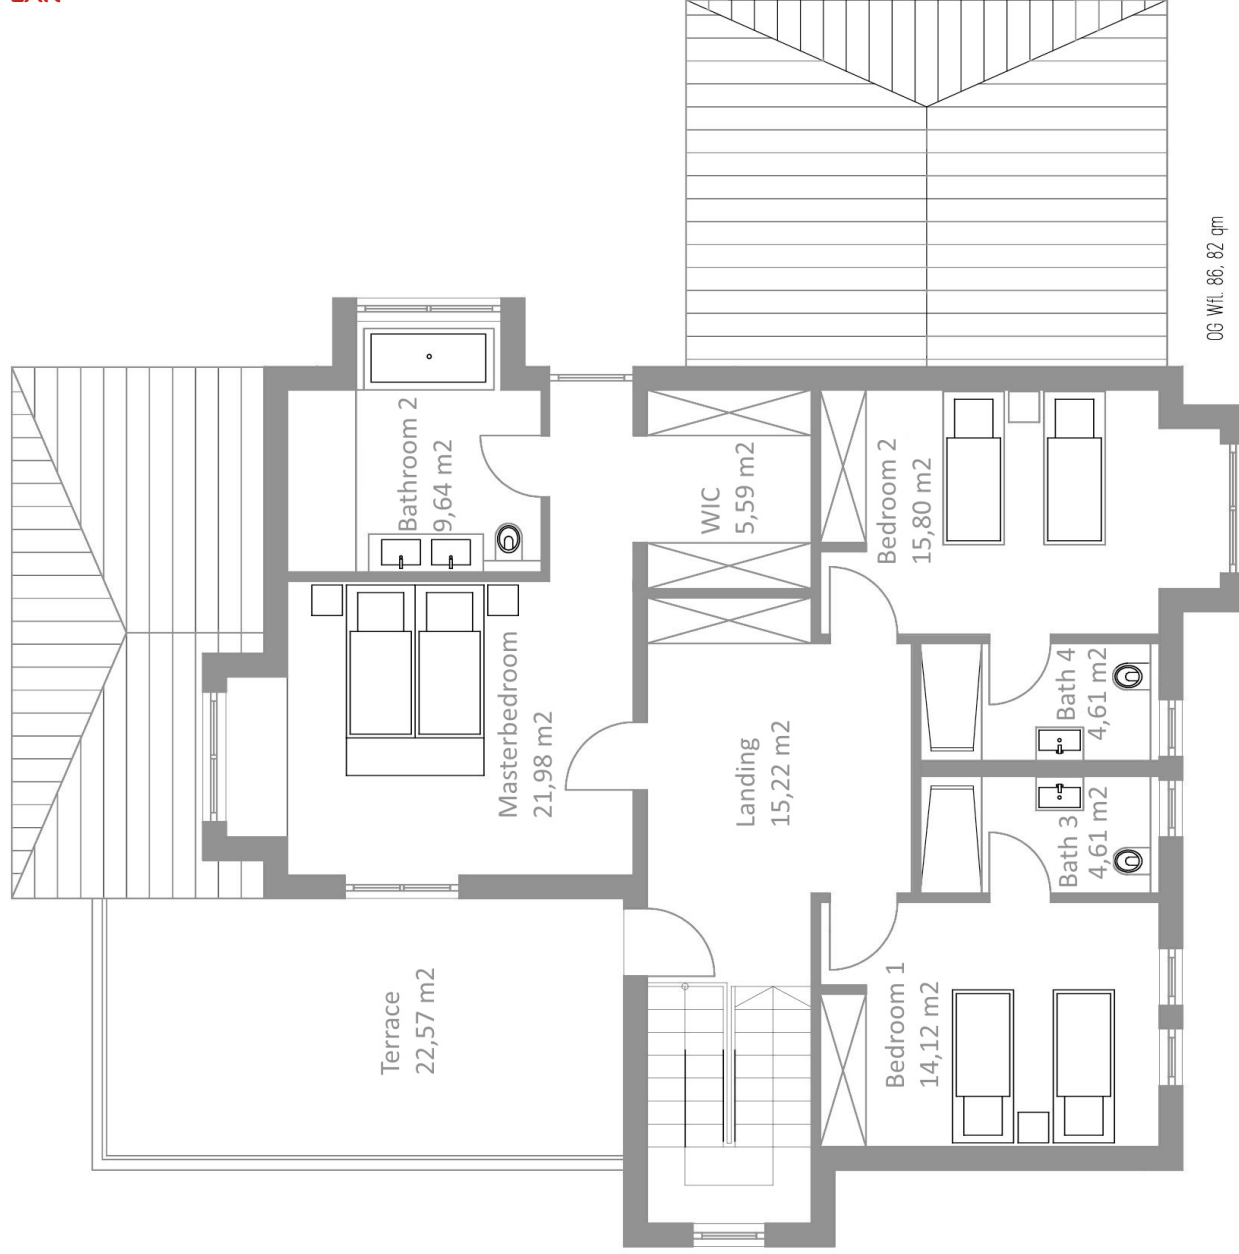 OG Wfl. 86, 82 qm
Bathroom 2
9,64 m2
WIC
5,59 m2
Bedroom 2
15,80 m2
Masterbedroom
21,98 m2
Landing
15,22 m2
Bath 4
4,61 m2
Bath 3
4,61 m2
Terrace
22,57 m2
Bedroom 1
14,12 m2